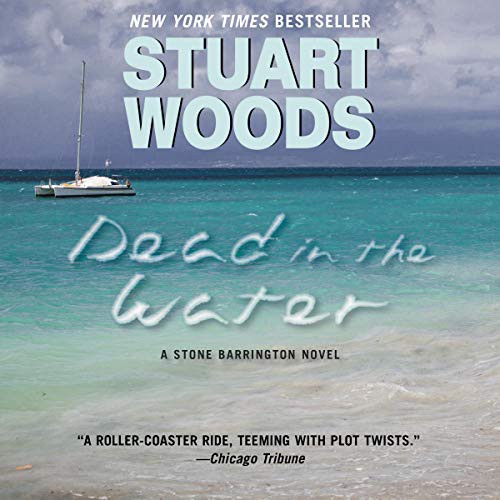 NEW YORK TIMES BESTSELLER
STUART
WOODS
Dead in the
Water
A STONE BARRINGTON NOVEL
“A ROLLER-COASTER RIDE, TEEMING WITH PLOT TWISTS.”
—Chicago Tribune